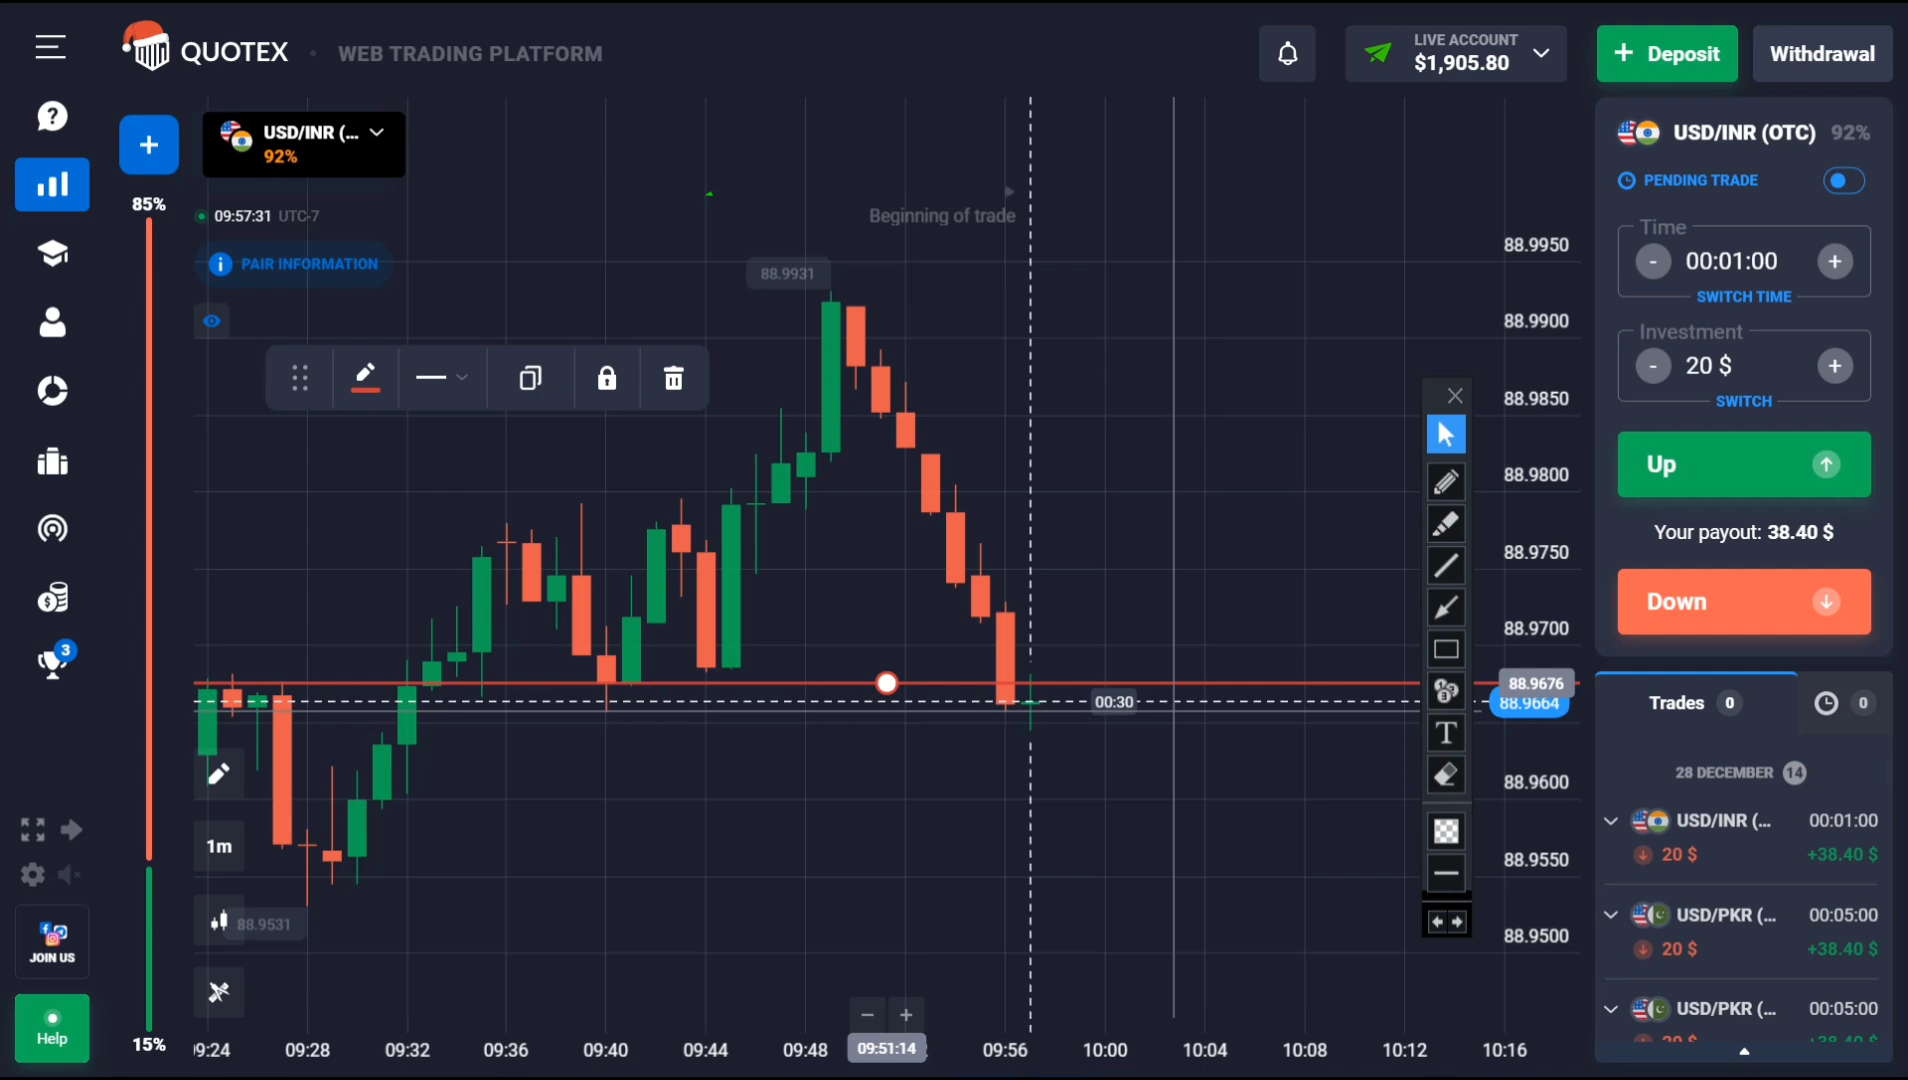 QUOTEX
WEB TRADING PLATFORM
LIVE ACCOUNT
$1,905.80
+ Deposit
Withdrawal
USD/INR (...
92%
85%
09:57:31 UTC-7
PAIR INFORMATION
Beginning of trade
88.9931
88.9950
88.9900
88.9850
88.9800
88.9750
88.9700
88.9676
88.9664
88.9600
88.9550
88.9500
00:30
1m
88.9531
JOIN US
Help
15%
3
09:28
09:32
09:36
09:40
09:44
09:48
09:51:14
09:56
10:00
10:04
10:08
10:12
10:16
T
USD/INR (OTC) 92%
PENDING TRADE
Time
- 00:01:00 +
SWITCH TIME
Investment
- 20 $ +
SWITCH
Up
Your payout: 38.40 $
Down
Trades 0
0
28 DECEMBER 14
USD/INR (... 00:01:00
20 $ +38.40 $
USD/PKR (... 00:05:00
20 $ +38.40 $
USD/PKR (... 00:05:00